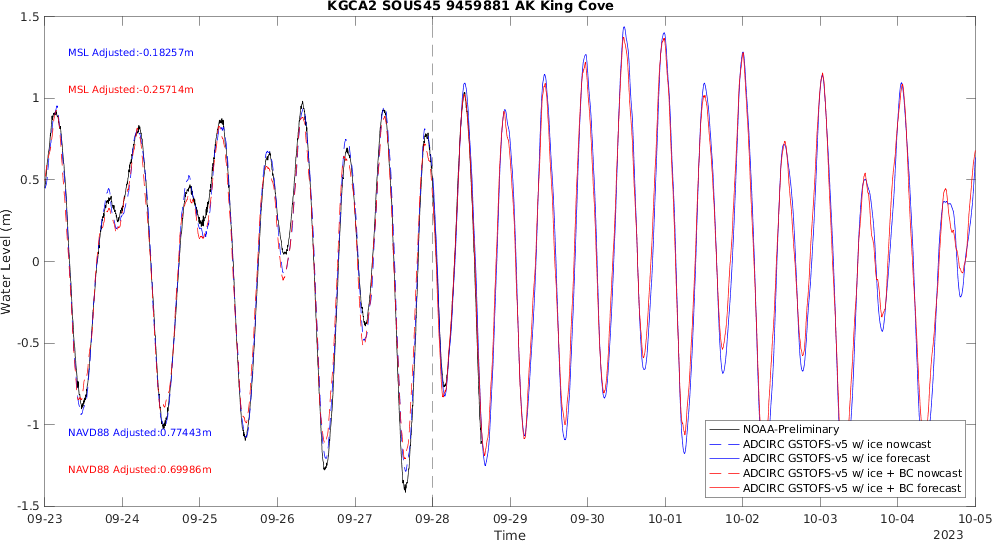 KGCA2 SOUS45 9459881 AK King Cove
1.5
MSL Adjusted:-0.18257m
MSL Adjusted:-0.25714m
1
0.5
0
Water Level (m)
-0.5
-1
NAVD88 Adjusted:0.77443m
NAVD88 Adjusted:0.69986m
-1.5
NOAA-Preliminary
ADCIRC GSTOFS-v5 w/ ice nowcast
ADCIRC GSTOFS-v5 w/ ice forecast
ADCIRC GSTOFS-v5 w/ ice + BC nowcast
ADCIRC GSTOFS-v5 w/ ice + BC forecast
09-23 09-24 09-25 09-26 09-27 09-28 09-29 09-30 10-01 10-02 10-03 10-04 10-05
Time
2023